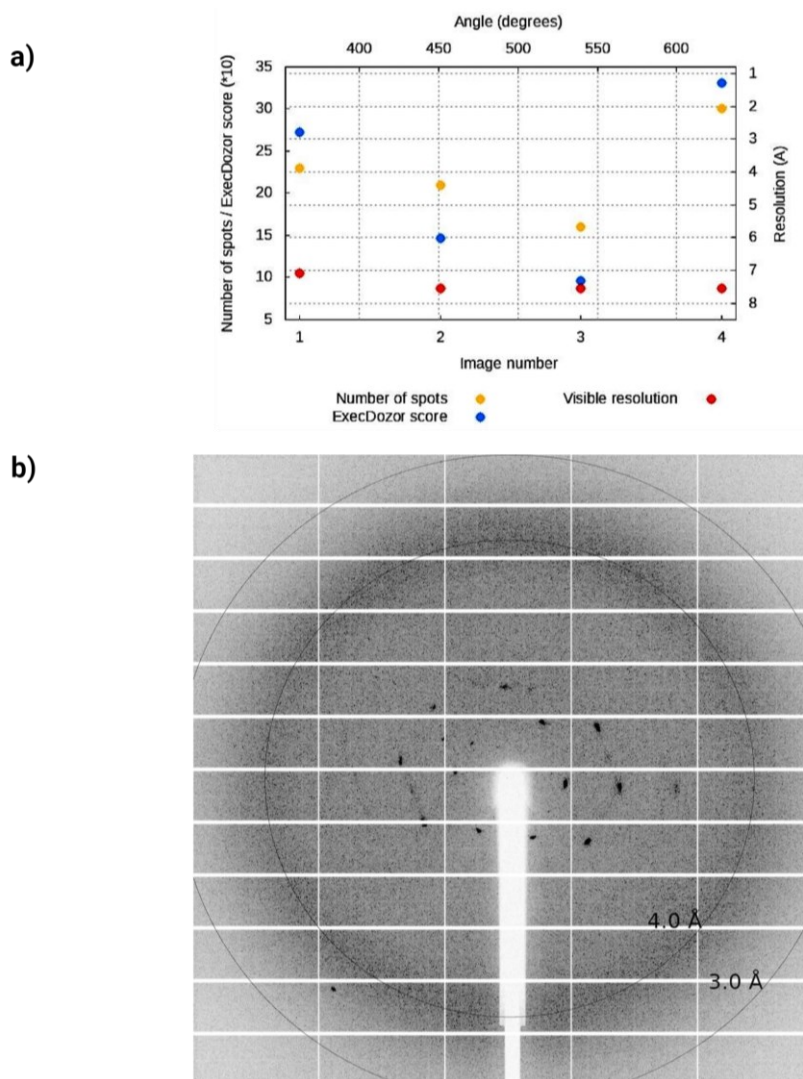 a)
Angle (degrees)
400 450 500 550 600
Number of spots / ExecDozor score (*10)
35
30
25
20
15
10
5
1
2
3
4
5
6
7
8
Resolution (A)
1 2 3 4
Image number
Number of spots
Visible resolution
ExecDozor score
b)
4.0 Å
3.0 Å